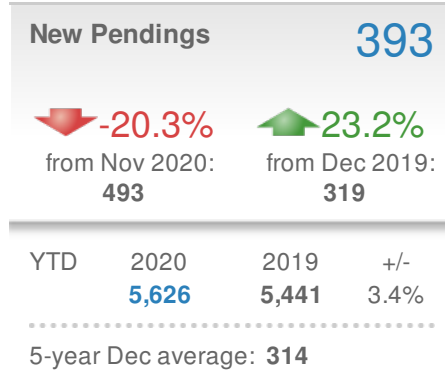 New Pendings 393
-20.3% 23.2%
from Nov 2020: from Dec 2019:
493 319
YTD 2020 2019 +/-
5,626 5,441 3.4%
5-year Dec average: 314